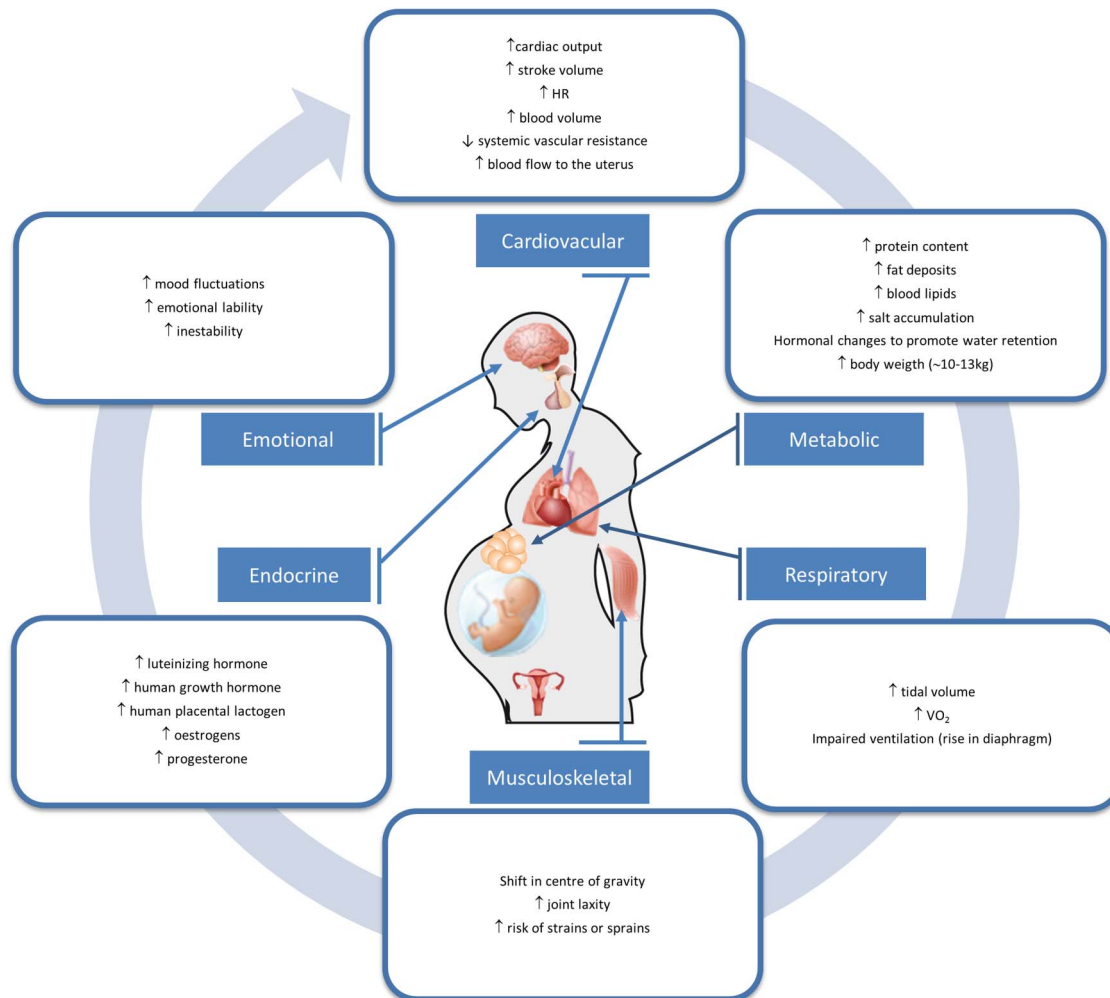 ↑cardiac output
↑ stroke volume
↑ HR
↑ blood volume
↓ systemic vascular resistance
↑ blood flow to the uterus
Cardiovacular
↑ protein content
↑ fat deposits
↑ blood lipids
↑ salt accumulation
Hormonal changes to promote water retention
↑ body weigth (~10-13kg)
Metabolic
Respiratory
↑ tidal volume
↑ VO₂
Impaired ventilation (rise in diaphragm)
Musculoskeletal
Shift in centre of gravity
↑ joint laxity
↑ risk of strains or sprains
Endocrine
↑ luteinizing hormone
↑ human growth hormone
↑ human placental lactogen
↑ oestrogens
↑ progesterone
↑ mood fluctuations
↑ emotional lability
↑ inestability
Emotional